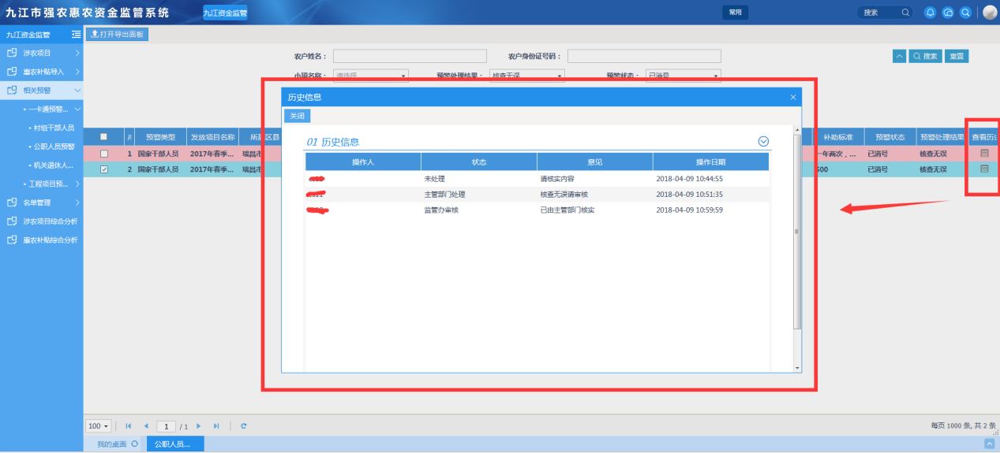 九江市强农惠农资金监管系统 九江资金监管 常用 搜索
九江资金监管 打开导出面板
涉农项目
惠农补贴导入
相关预警
一卡通预警...
村组干部人员
公职人员预警
机关退休人...
工程项目预...
名单管理
涉农项目综合分析
惠农补贴综合分析
农户姓名： 农户身份证号码： 搜索 重置
小项名称： 请选择 预警处理结果： 核查无误 预警状态： 已消号
预警类型 发放项目名称 所属区县 补助标准 预警状态 预警处理结果 查看历史
1 国家干部人员 2017年春季... 瑞昌市 一年两次，... 已消号 核查无误
2 国家干部人员 2017年春季... 瑞昌市 500 已消号 核查无误
历史信息
关闭
01 历史信息
操作人 状态 意见 操作日期
未处理 请核实内容 2018-04-09 10:44:55
主管部门处理 核查无误请审核 2018-04-09 10:51:35
监管办审核 已由主管部门核实 2018-04-09 10:59:59
100 1 /1 每页 1000 条, 共 2 条
我的桌面 公职人员...